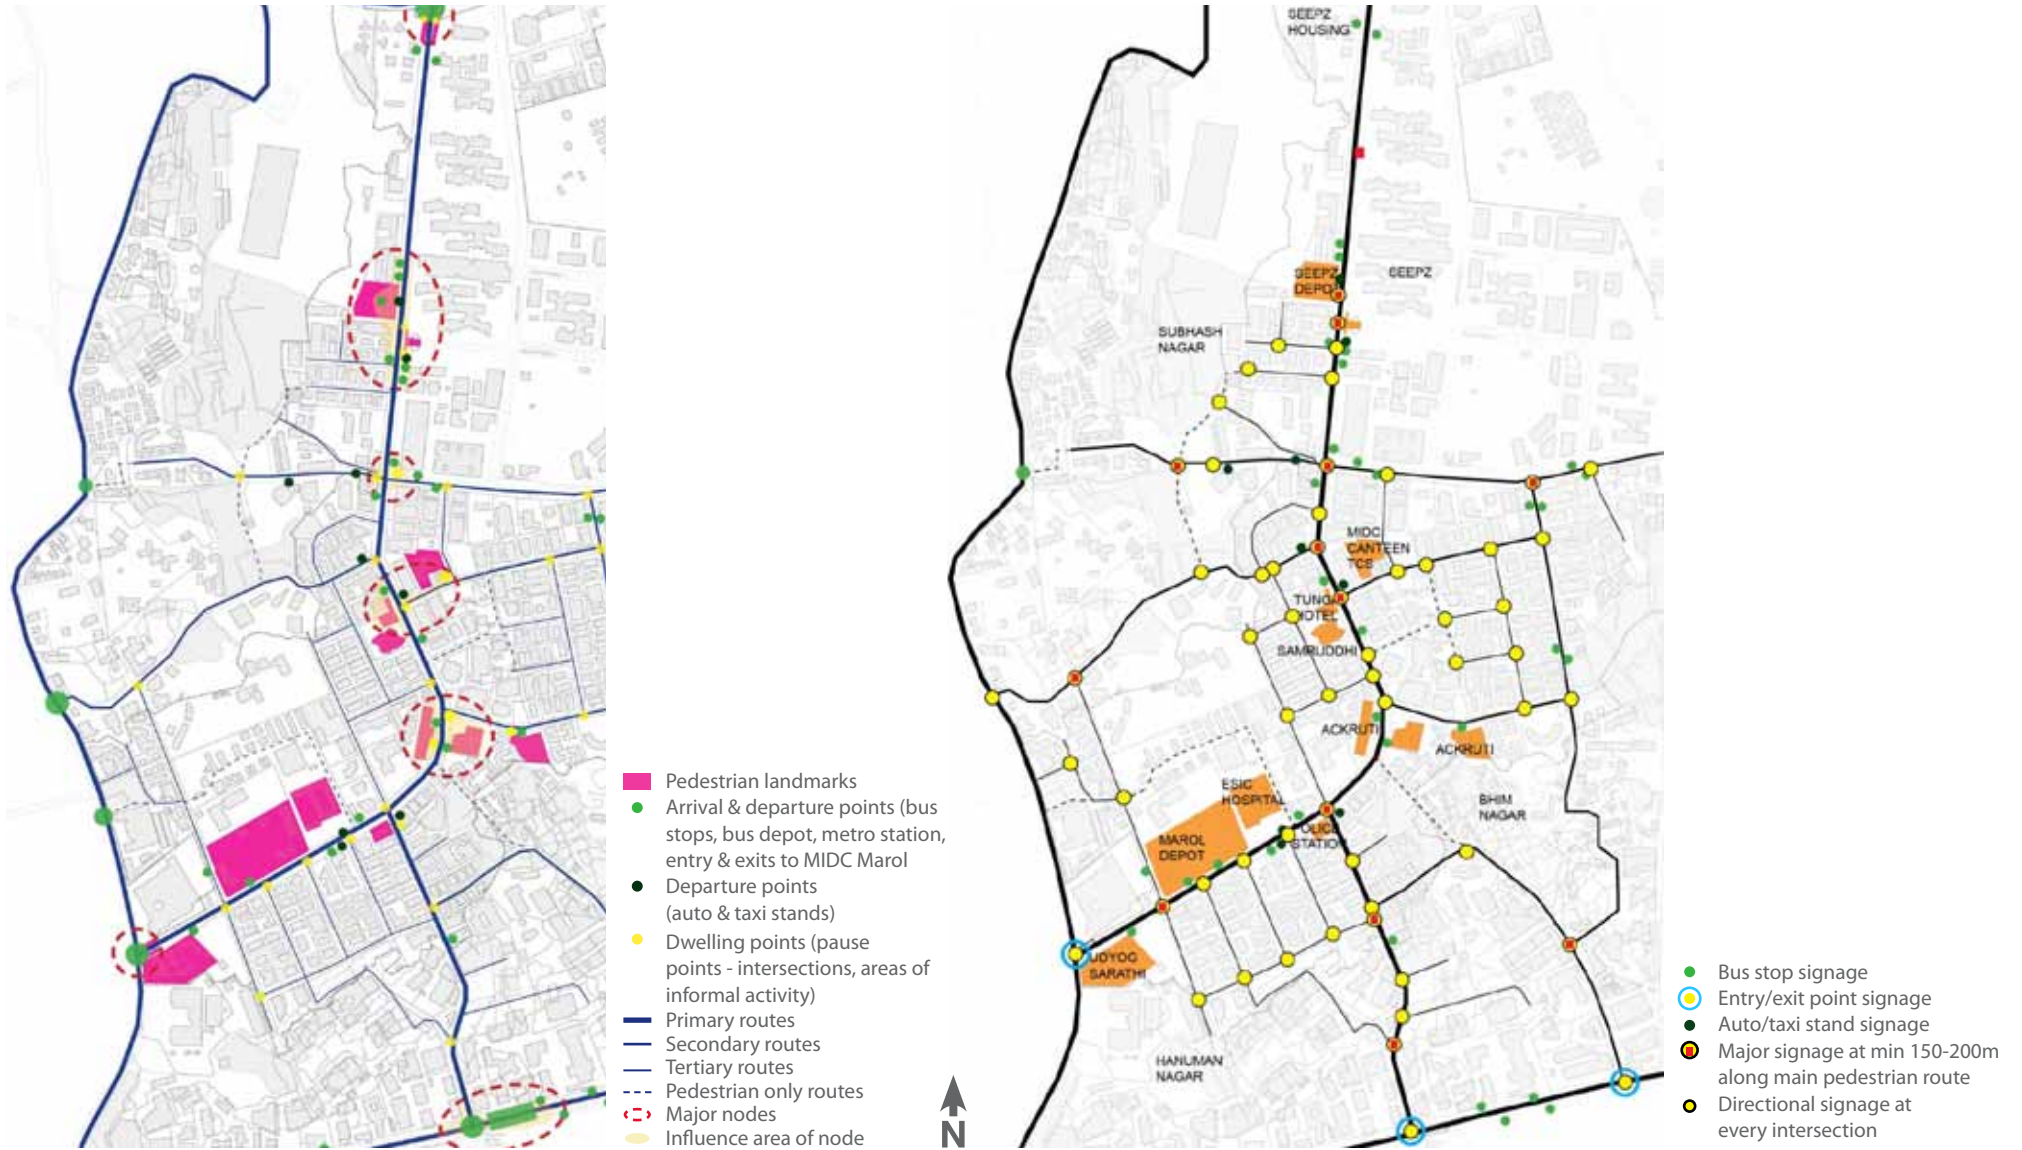 Pedestrian landmarks
Arrival & departure points (bus
stops, bus depot, metro station,
entry & exits to MIDC Marol
Departure points
(auto & taxi stands)
Dwelling points (pause
points - intersections, areas of
informal activity)
Primary routes
Secondary routes
Tertiary routes
Pedestrian only routes
Major nodes
Influence area of node
N
SEEPZ
HOUSING
SEEPZ
DEPOT
SEEPZ
SUBHASH
NAGAR
MIDC
CANTEEN
TCS
TUNGA
HOTEL
SAMRUDDHI
ACKRUTI
ACKRUTI
ESIC
HOSPITAL
BHIM
NAGAR
MAROL
DEPOT
POLICE
STATION
UDYOG
SARATHI
HANUMAN
NAGAR
Bus stop signage
Entry/exit point signage
Auto/taxi stand signage
Major signage at min 150-200m
along main pedestrian route
Directional signage at
every intersection